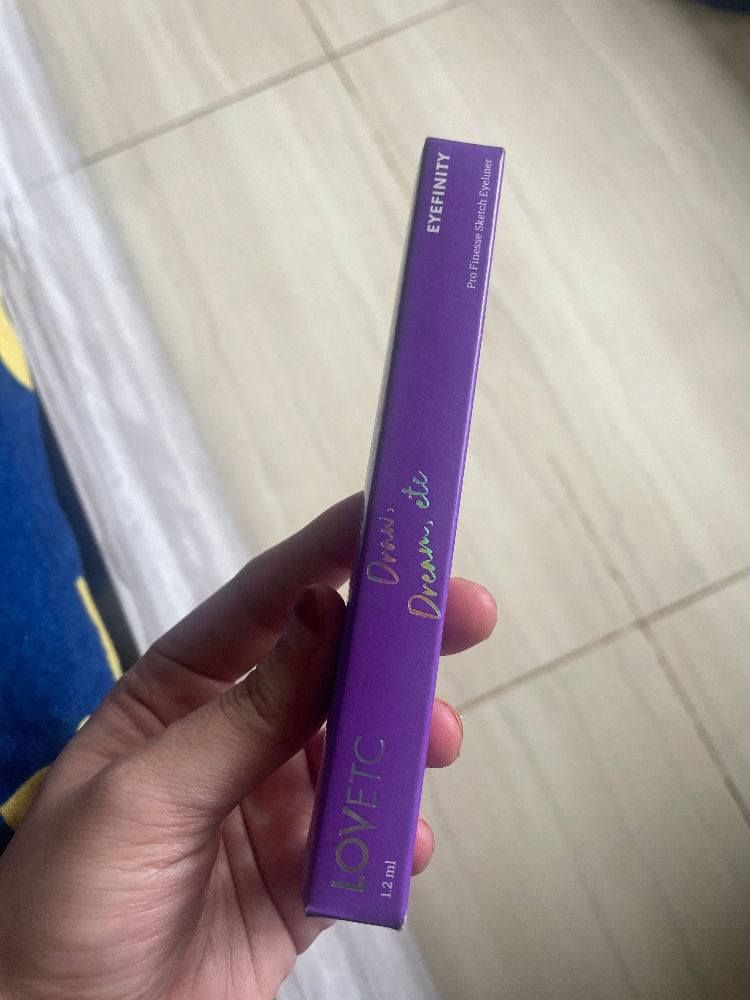 LOVETC
1.2 ml
Draw,
Dream, etc
EYEFINITY
Pro Finesse Sketch Eyeliner